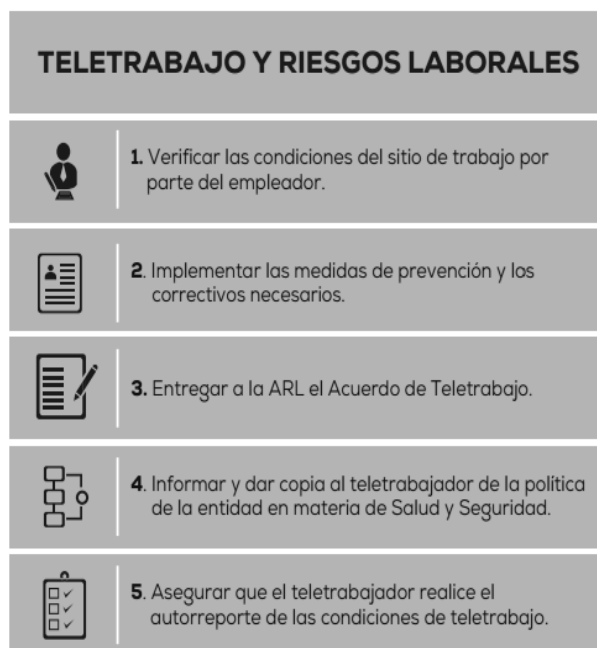 TELETRABAJO Y RIESGOS LABORALES
1. Verificar las condiciones del sitio de trabajo por
parte del empleador.
2. Implementar las medidas de prevención y los
correctivos necesarios.
3. Entregar a la ARL el Acuerdo de Teletrabajo.
4. Informar y dar copia al teletrabajador de la política
de la entidad en materia de Salud y Seguridad.
5. Asegurar que el teletrabajador realice el
autorreporte de las condiciones de teletrabajo.